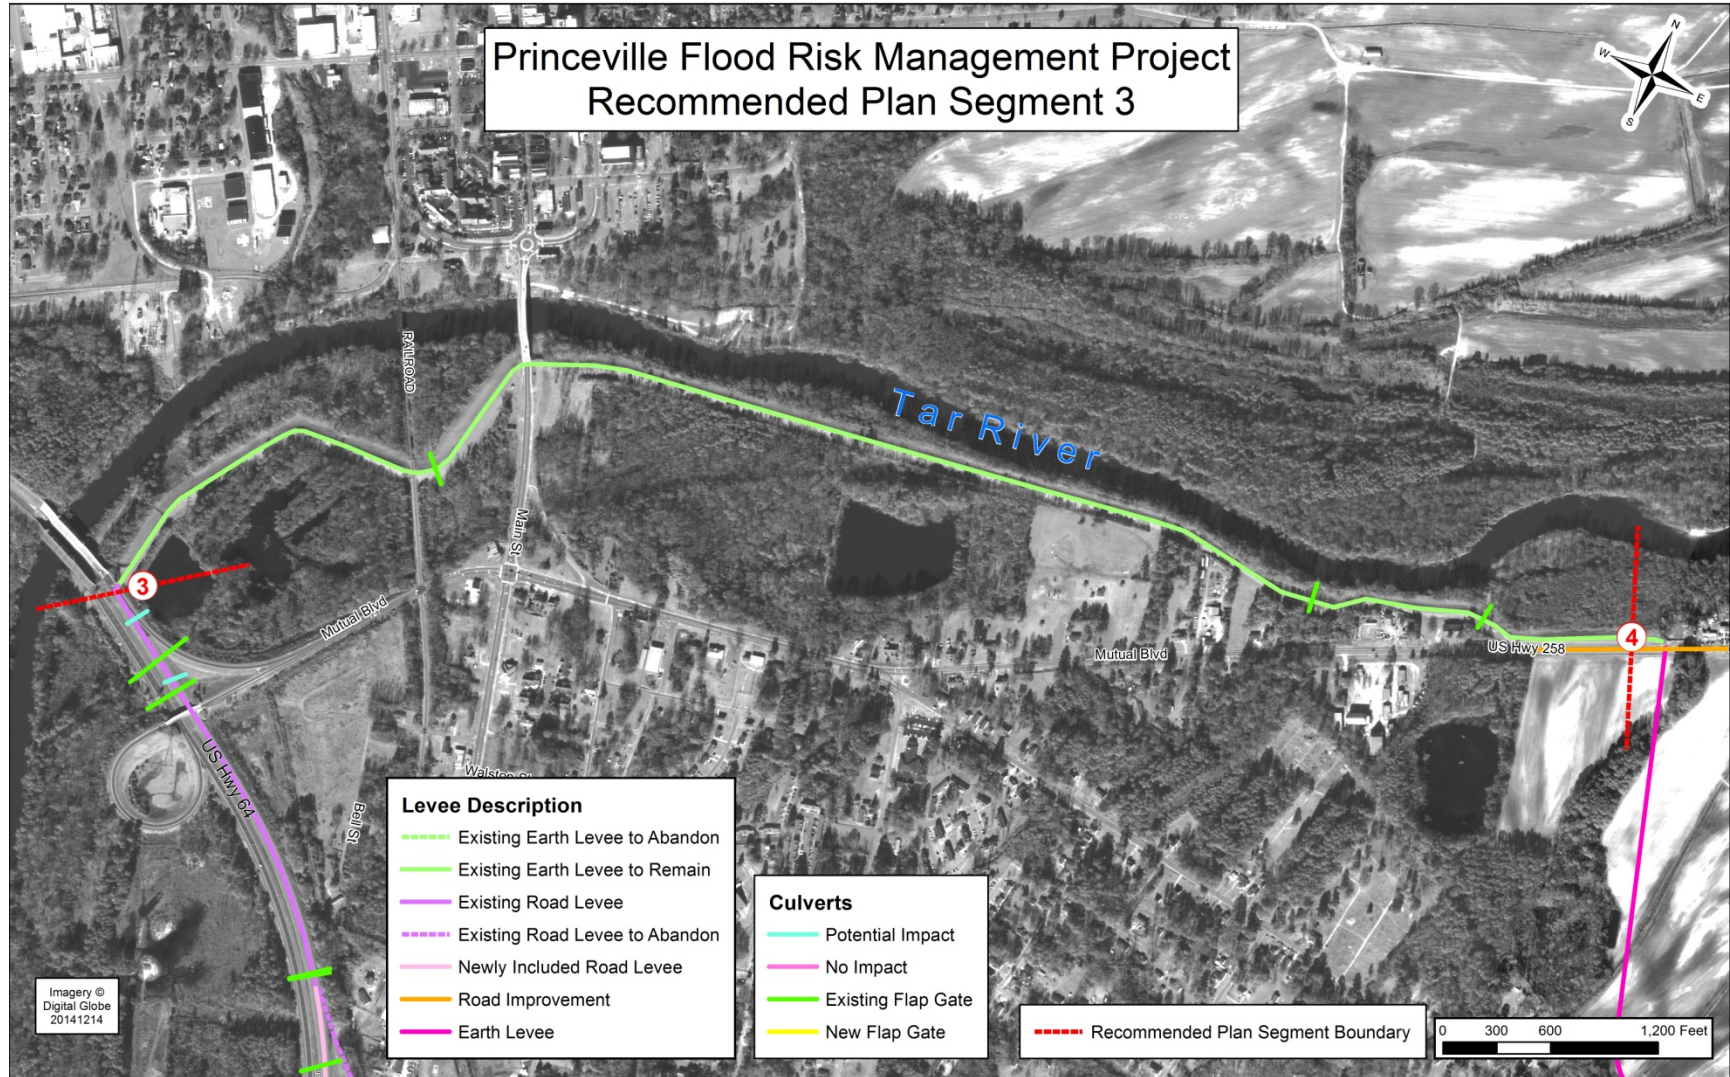 Princeville Flood Risk Management Project
Recommended Plan Segment 3
N
W
E
S
RAILROAD
Tar River
Main St
3
Mutual Blvd
Mutual Blvd
US Hwy 258
4
US Hwy 64
Bell St
Walston St
Levee Description
Existing Earth Levee to Abandon
Existing Earth Levee to Remain
Existing Road Levee
Existing Road Levee to Abandon
Newly Included Road Levee
Road Improvement
Earth Levee
Culverts
Potential Impact
No Impact
Existing Flap Gate
New Flap Gate
Imagery ©
Digital Globe
20141214
Recommended Plan Segment Boundary
0 300 600 1,200 Feet